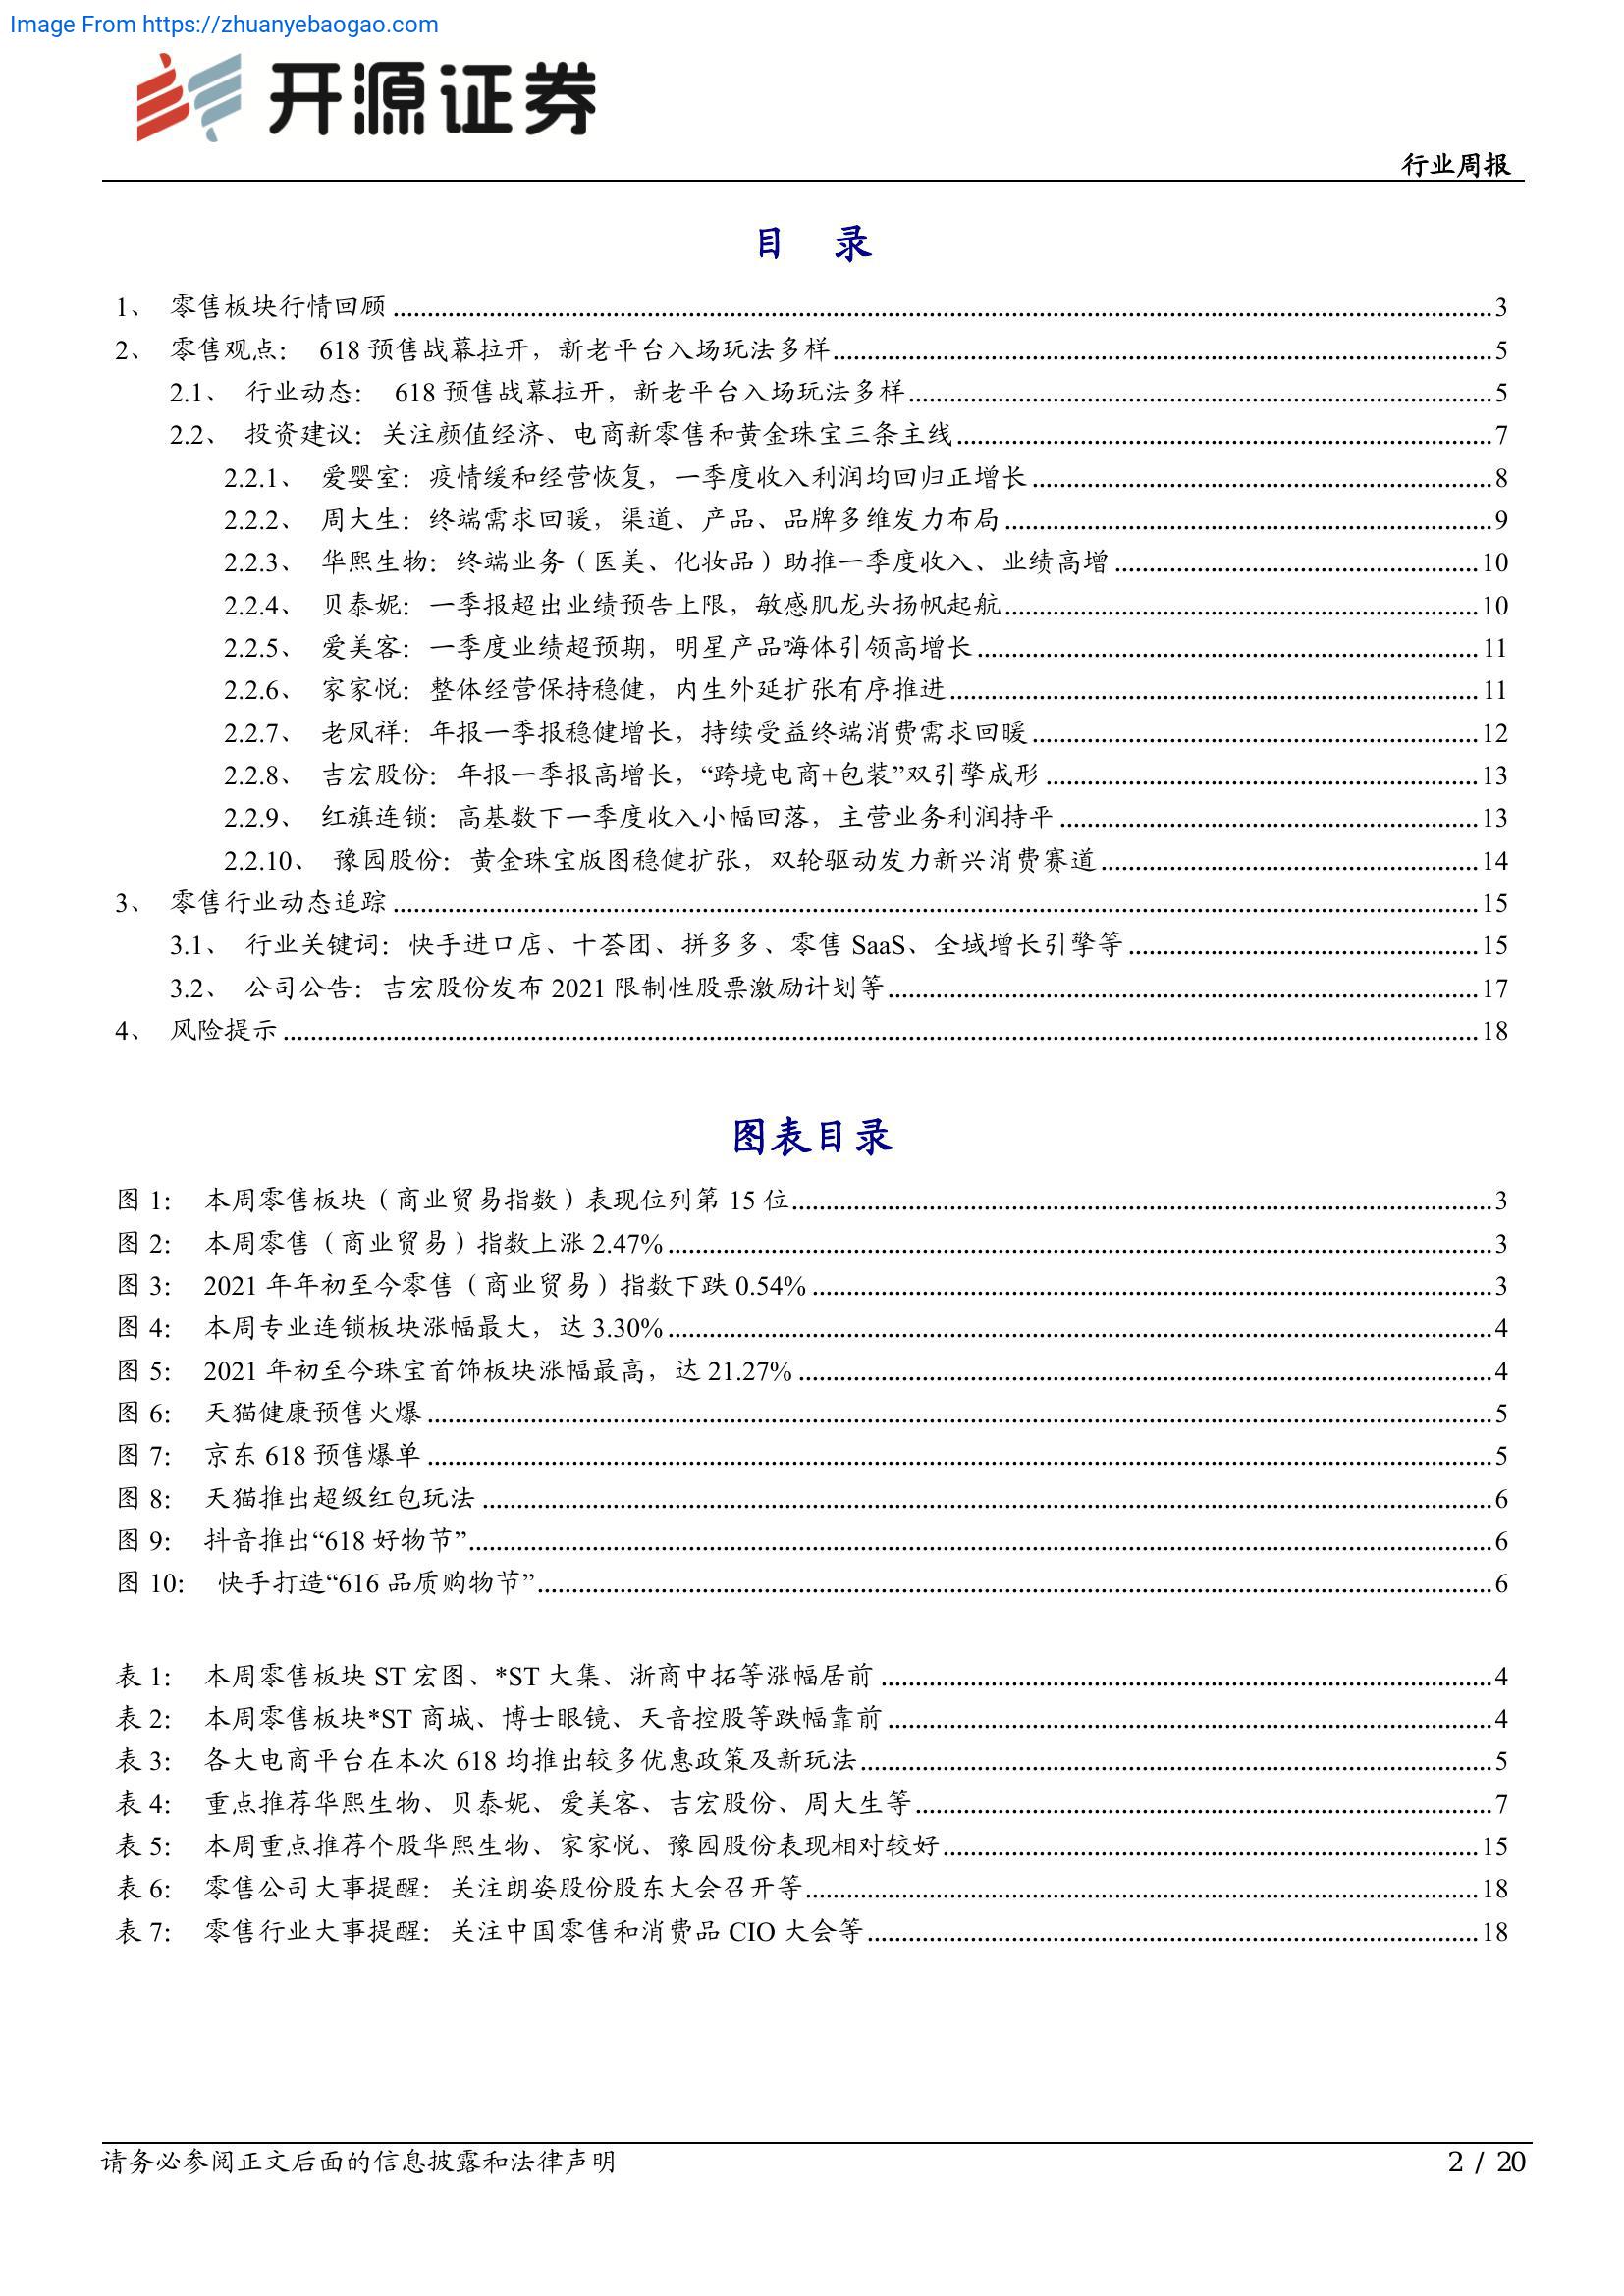 Image From https://zhuanyebaogao.com
开源证券
行业周报
目 录
1、 零售板块行情回顾 ........ 3
2、 零售观点： 618 预售战幕拉开，新老平台入场玩法多样 ........ 5
2.1、 行业动态： 618 预售战幕拉开，新老平台入场玩法多样 ........ 5
2.2、 投资建议：关注颜值经济、电商新零售和黄金珠宝三条主线 ........ 7
2.2.1、 爱婴室：疫情缓和经营恢复，一季度收入利润均回归正增长 ........ 8
2.2.2、 周大生：终端需求回暖，渠道、产品、品牌多维发力布局 ........ 9
2.2.3、 华熙生物：终端业务（医美、化妆品）助推一季度收入、业绩高增 ........ 10
2.2.4、 贝泰妮：一季报超出业绩预告上限，敏感肌龙头扬帆起航 ........ 10
2.2.5、 爱美客：一季度业绩超预期，明星产品嗨体引领高增长 ........ 11
2.2.6、 家家悦：整体经营保持稳健，内生外延扩张有序推进 ........ 11
2.2.7、 老凤祥：年报一季报稳健增长，持续受益终端消费需求回暖 ........ 12
2.2.8、 吉宏股份：年报一季报高增长，“跨境电商+包装”双引擎成形 ........ 13
2.2.9、 红旗连锁：高基数下一季度收入小幅回落，主营业务利润持平 ........ 13
2.2.10、 豫园股份：黄金珠宝版图稳健扩张，双轮驱动发力新兴消费赛道 ........ 14
3、 零售行业动态追踪 ........ 15
3.1、 行业关键词：快手进口店、十荟团、拼多多、零售 SaaS、全域增长引擎等 ........ 15
3.2、 公司公告：吉宏股份发布 2021 限制性股票激励计划等 ........ 17
4、 风险提示 ........ 18
图表目录
图 1： 本周零售板块（商业贸易指数）表现位列第 15 位 ........ 3
图 2： 本周零售（商业贸易）指数上涨 2.47% ........ 3
图 3： 2021 年年初至今零售（商业贸易）指数下跌 0.54% ........ 3
图 4： 本周专业连锁板块涨幅最大，达 3.30% ........ 4
图 5： 2021 年初至今珠宝首饰板块涨幅最高，达 21.27% ........ 4
图 6： 天猫健康预售火爆 ........ 5
图 7： 京东 618 预售爆单 ........ 5
图 8： 天猫推出超级红包玩法 ........ 6
图 9： 抖音推出“618 好物节” ........ 6
图 10： 快手打造“616 品质购物节” ........ 6
表 1： 本周零售板块 ST 宏图、*ST 大集、浙商中拓等涨幅居前 ........ 4
表 2： 本周零售板块*ST 商城、博士眼镜、天音控股等跌幅靠前 ........ 4
表 3： 各大电商平台在本次 618 均推出较多优惠政策及新玩法 ........ 5
表 4： 重点推荐华熙生物、贝泰妮、爱美客、吉宏股份、周大生等 ........ 7
表 5： 本周重点推荐个股华熙生物、家家悦、豫园股份表现相对较好 ........ 15
表 6： 零售公司大事提醒：关注朗姿股份股东大会召开等 ........ 18
表 7： 零售行业大事提醒：关注中国零售和消费品 CIO 大会等 ........ 18
请务必参阅正文后面的信息披露和法律声明
2 / 20